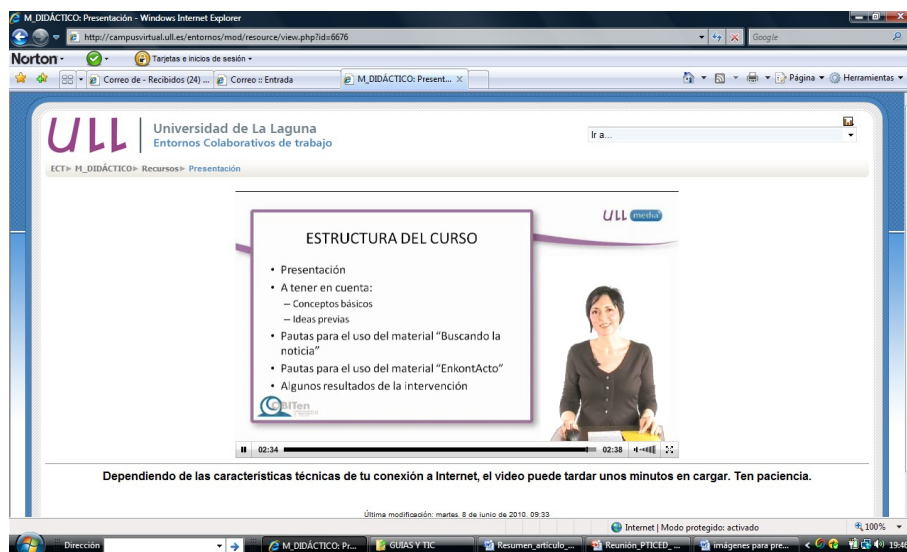 M_DIDÁCTICO: Presentación - Windows Internet Explorer
http://campusvirtual.ull.es/entornos/mod/resource/view.php?id=6676
Google
Norton
Tarjetas e inicios de sesión
Correo de - Recibidos (24) ...
Correo :: Entrada
M_DIDÁCTICO: Present...
Página
Herramientas
ULL
Universidad de La Laguna
Entornos Colaborativos de trabajo
Ir a...
ECT► M_DIDÁCTICO► Recursos► Presentación
ULL media
ESTRUCTURA DEL CURSO
• Presentación
• A tener en cuenta:
– Conceptos básicos
– Ideas previas
• Pautas para el uso del material “Buscando la
noticia”
• Pautas para el uso del material “EnkontActo”
• Algunos resultados de la intervención
02:34
02:38
Dependiendo de las características técnicas de tu conexión a Internet, el video puede tardar unos minutos en cargar. Ten paciencia.
Última modificación: martes, 8 de junio de 2010, 09:33
Internet | Modo protegido: activado
100%
Dirección
M_DIDÁCTICO: Pr...
GUIAS Y TIC
Resumen_artículo_...
Reunión_PTICED_...
imágenes para pre...
19:46